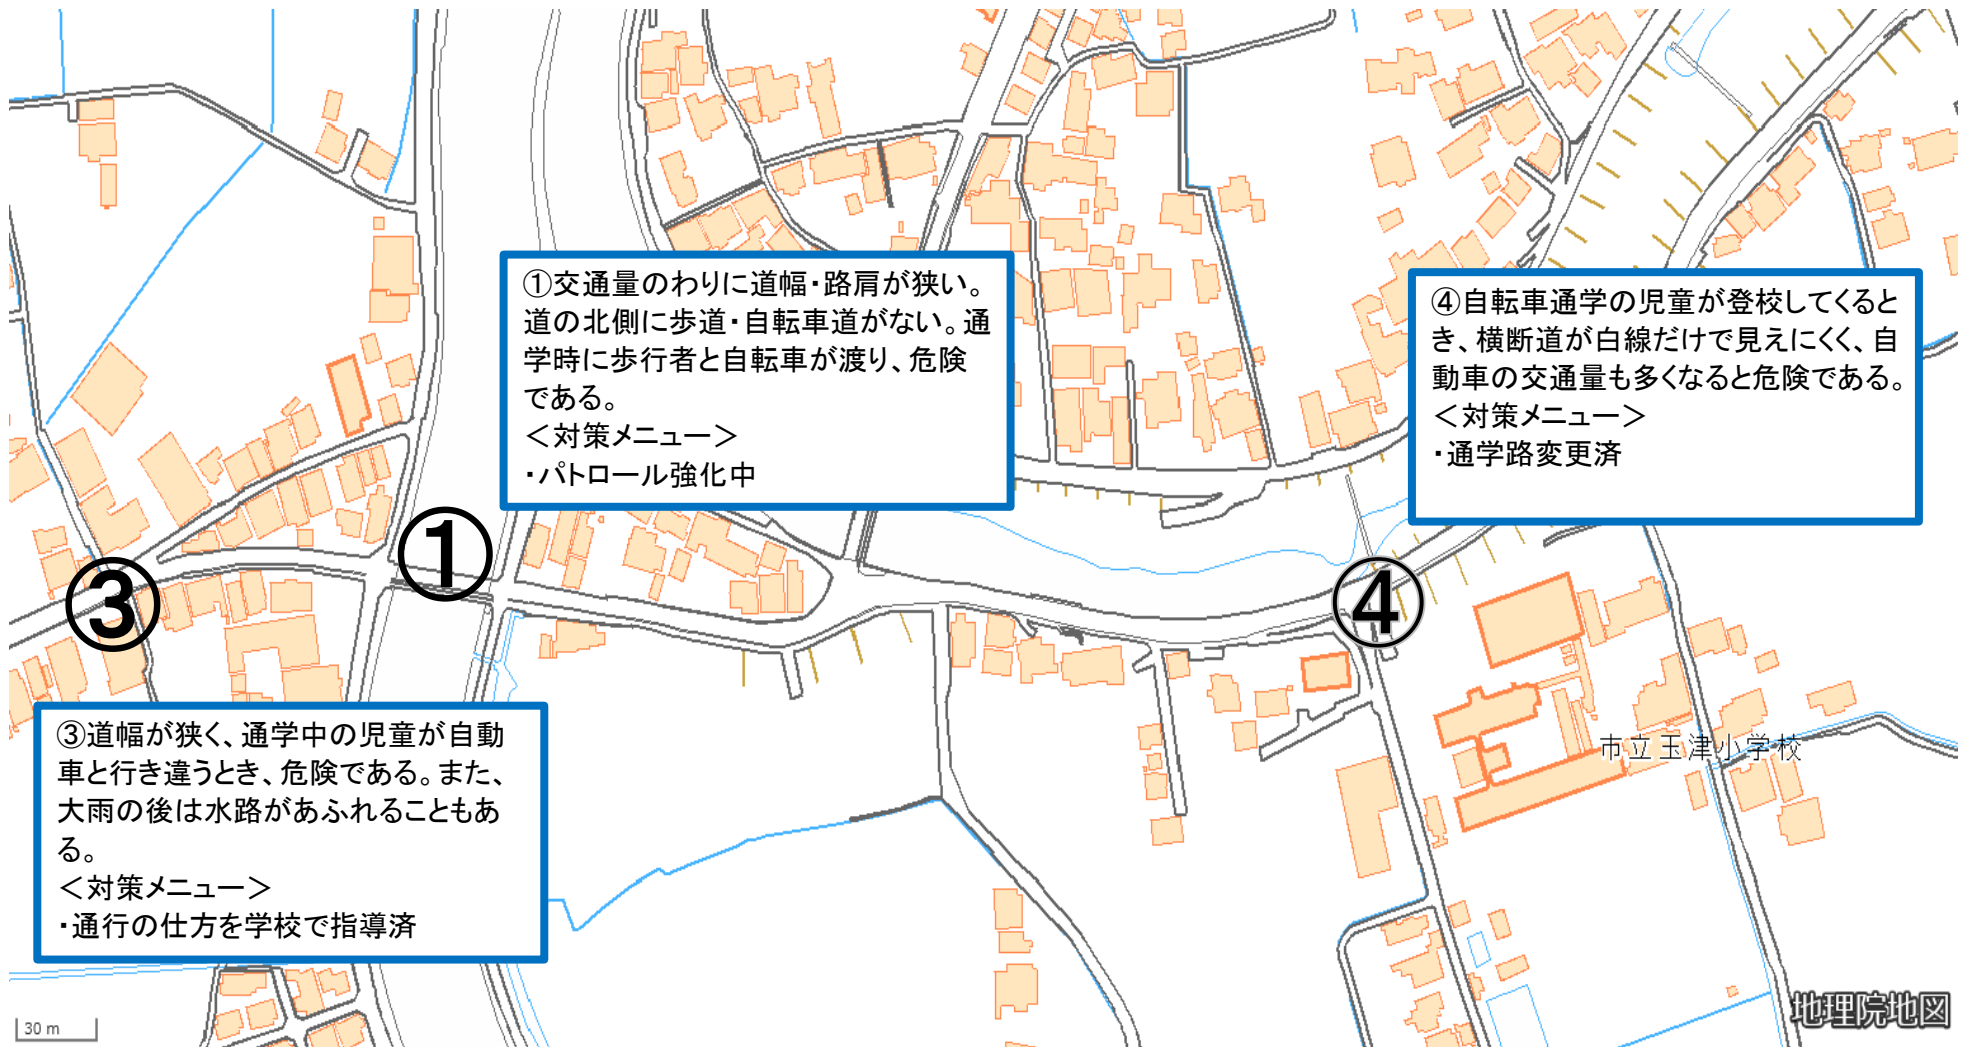 ①交通量のわりに道幅・路肩が狭い。
道の北側に歩道・自転車道がない。通
学時に歩行者と自転車が渡り、危険
である。
＜対策メニュー＞
・パトロール強化中
④自転車通学の児童が登校してくると
き、横断道が白線だけで見えにくく、自
動車の交通量も多くなると危険である。
＜対策メニュー＞
・通学路変更済
①
③
④
③道幅が狭く、通学中の児童が自動
車と行き違うとき、危険である。また、
大雨の後は水路があふれることもあ
る。
＜対策メニュー＞
・通行の仕方を学校で指導済
市立玉津小学校
30 m
地理院地図